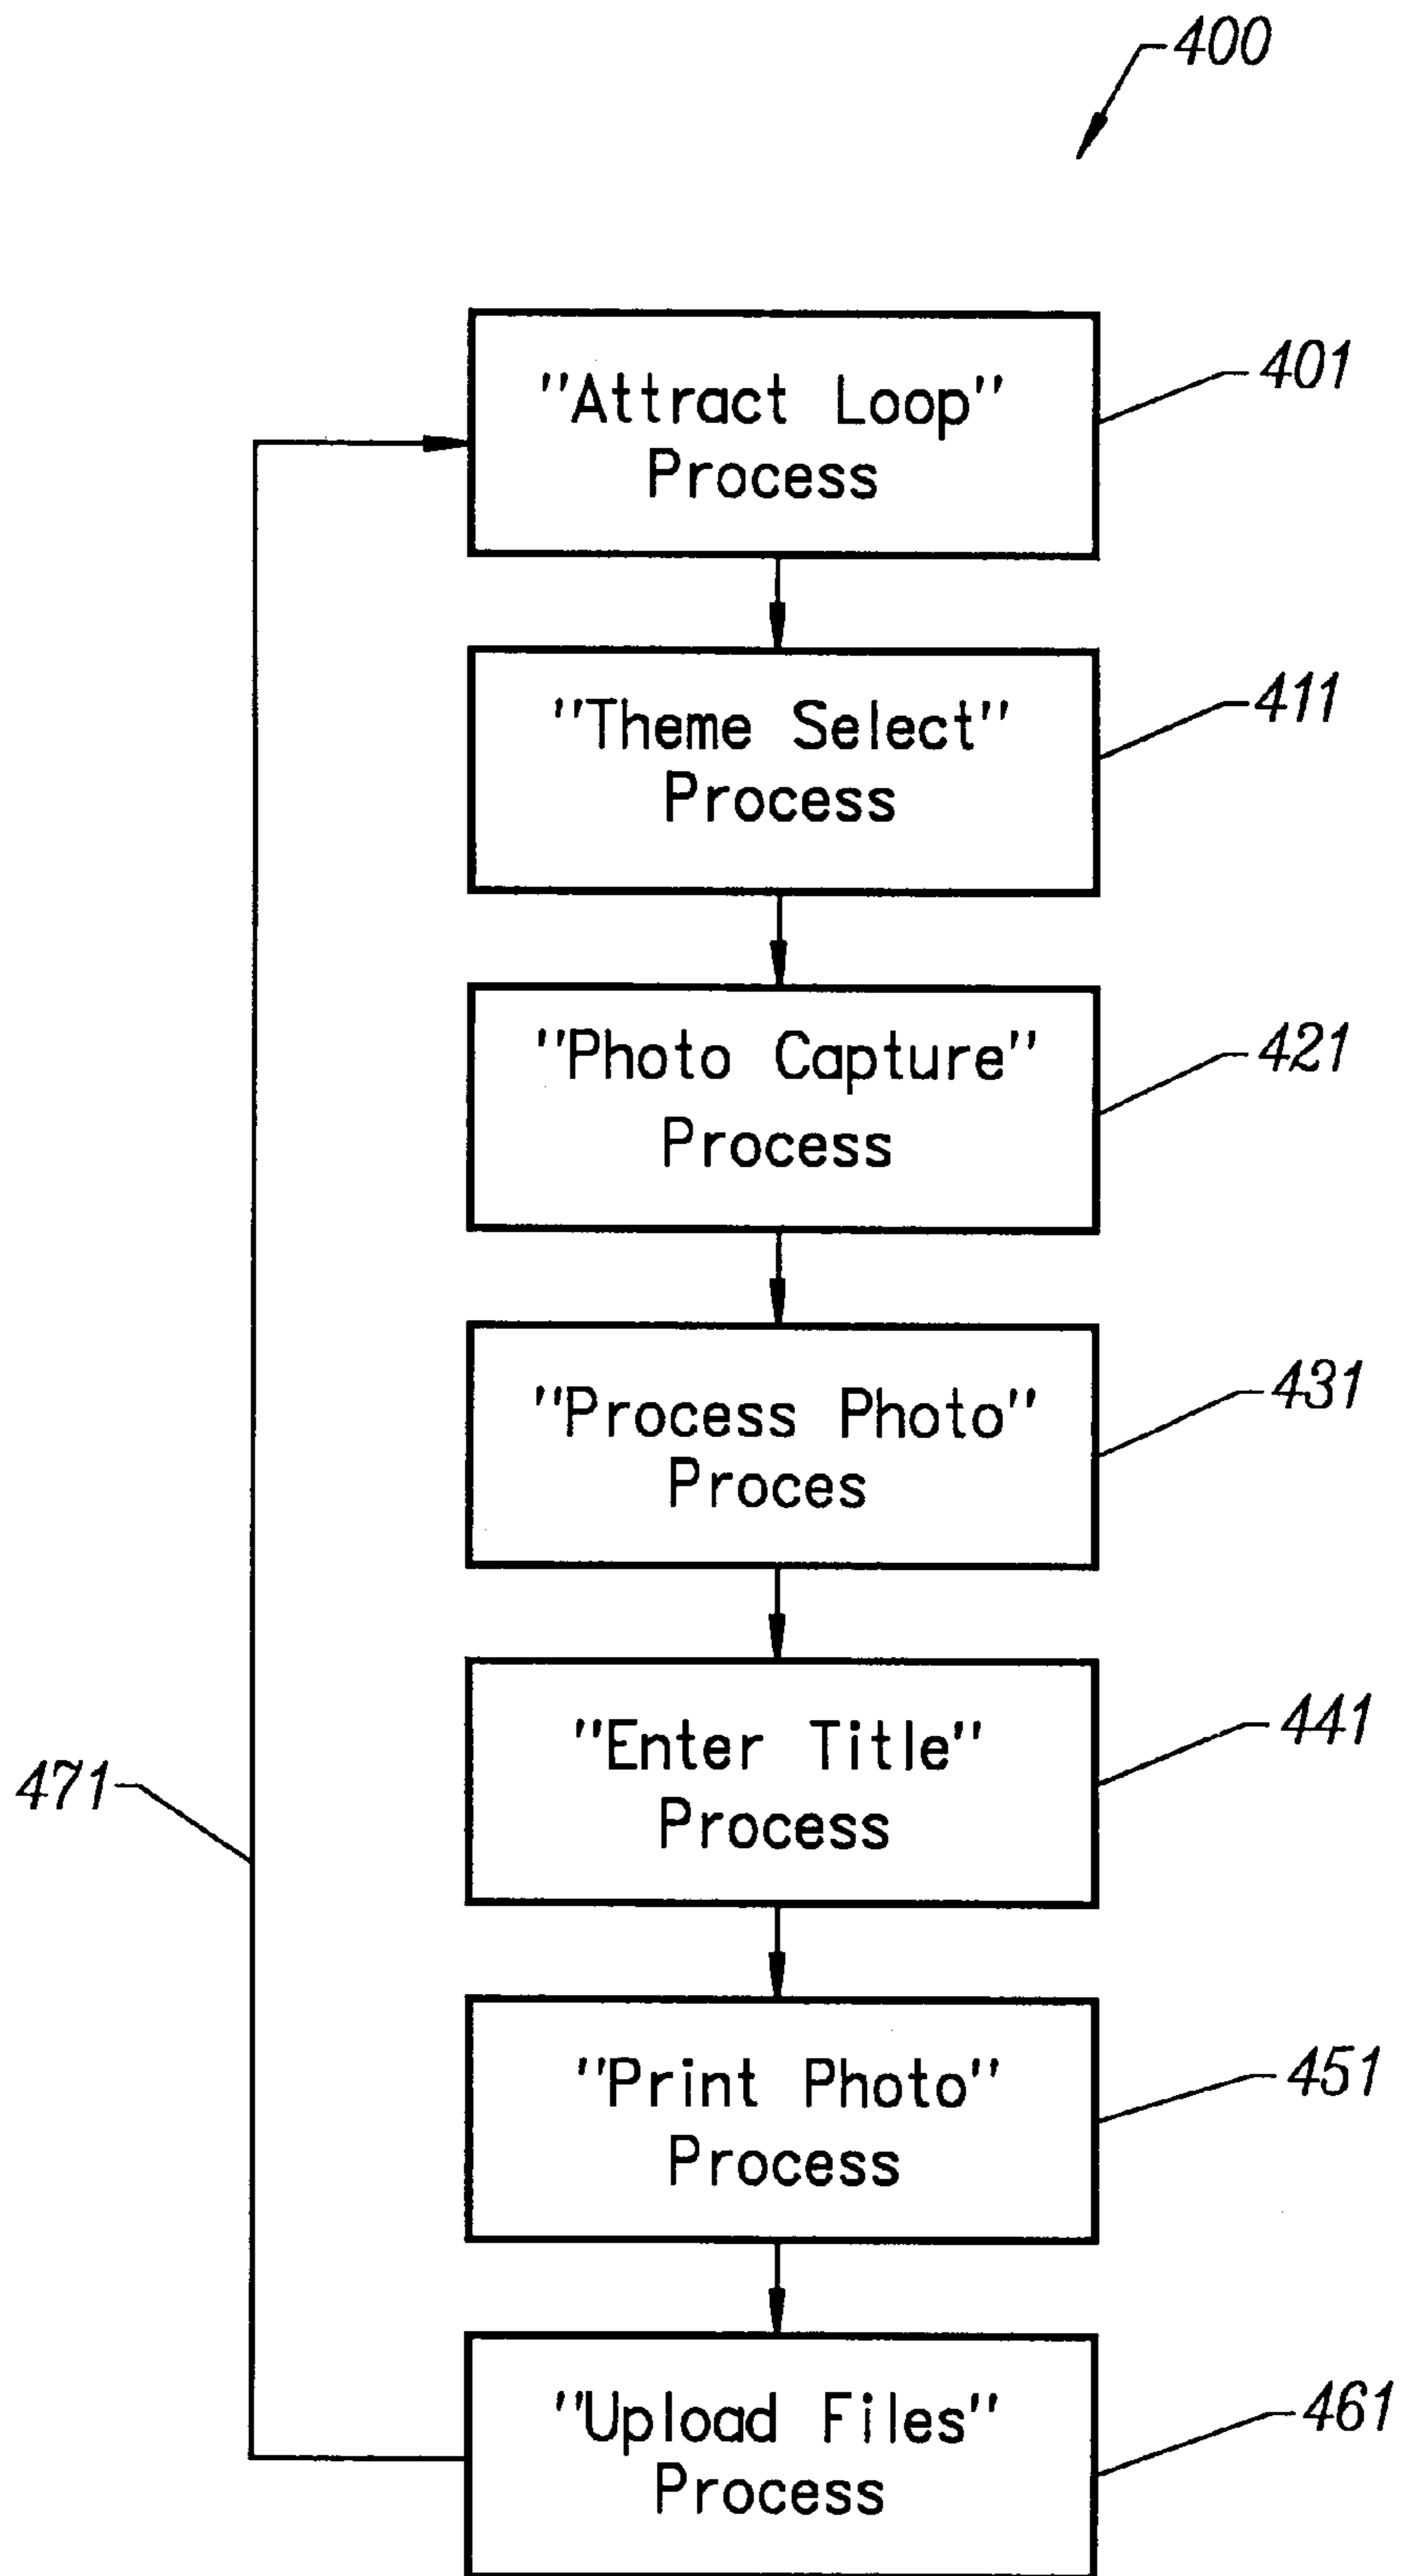 400
"Attract Loop"
Process
401
"Theme Select"
Process
411
"Photo Capture"
Process
421
"Process Photo"
Proces
431
"Enter Title"
Process
441
471
"Print Photo"
Process
451
"Upload Files"
Process
461